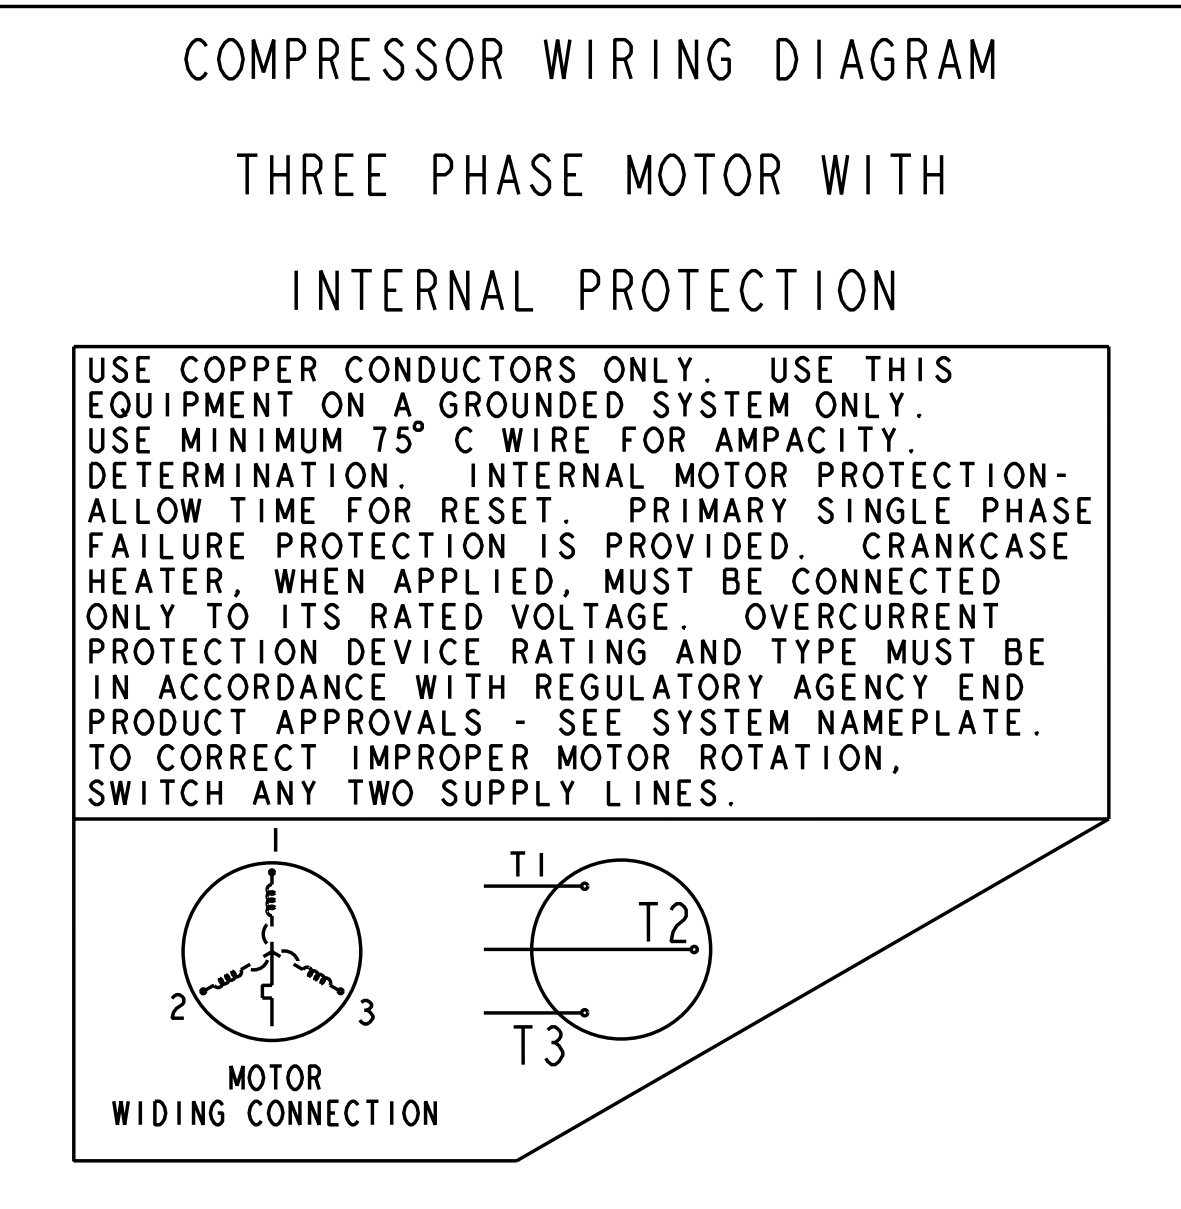 COMPRESSOR WIRING DIAGRAM
THREE PHASE MOTOR WITH
INTERNAL PROTECTION
USE COPPER CONDUCTORS ONLY. USE THIS
EQUIPMENT ON A GROUNDED SYSTEM ONLY.
USE MINIMUM 75° C WIRE FOR AMPACITY.
DETERMINATION. INTERNAL MOTOR PROTECTION-
ALLOW TIME FOR RESET. PRIMARY SINGLE PHASE
FAILURE PROTECTION IS PROVIDED. CRANKCASE
HEATER, WHEN APPLIED, MUST BE CONNECTED
ONLY TO ITS RATED VOLTAGE. OVERCURRENT
PROTECTION DEVICE RATING AND TYPE MUST BE
IN ACCORDANCE WITH REGULATORY AGENCY END
PRODUCT APPROVALS - SEE SYSTEM NAMEPLATE.
TO CORRECT IMPROPER MOTOR ROTATION,
SWITCH ANY TWO SUPPLY LINES.
1
2
3
MOTOR
WIDING CONNECTION
T1
T2
T3